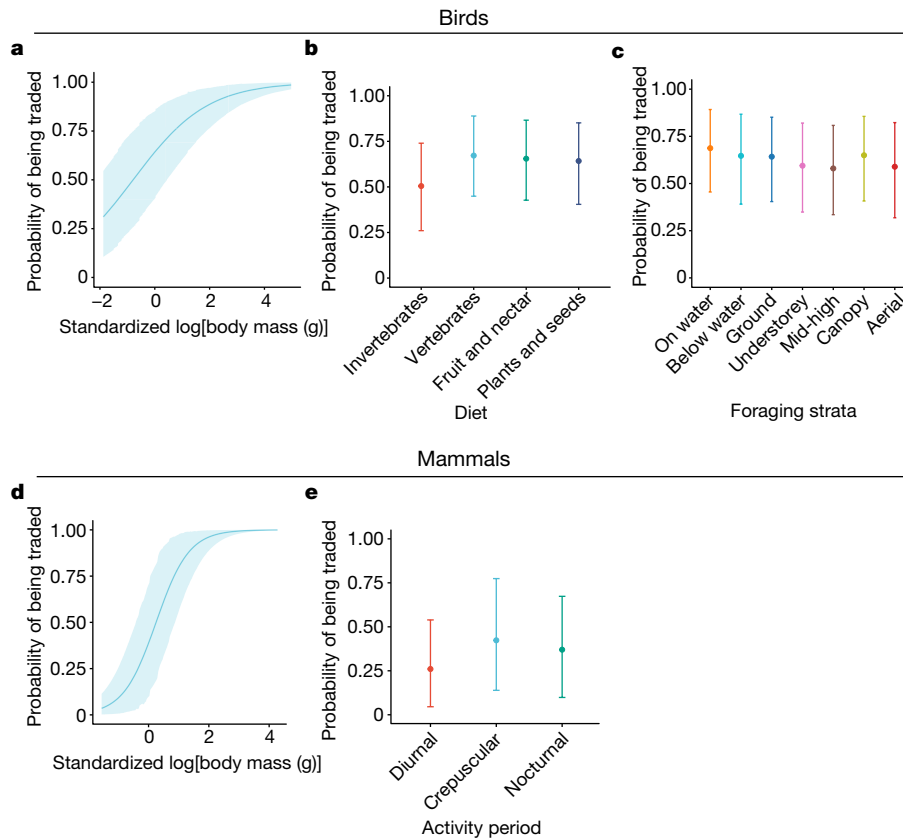 Birds
a
Probability of being traded
1.00
0.75
0.50
0.25
0
–2
0
2
4
Standardized log[body mass (g)]
b
Probability of being traded
1.00
0.75
0.50
0.25
0
Invertebrates
Vertebrates
Fruit and nectar
Plants and seeds
Diet
c
Probability of being traded
1.00
0.75
0.50
0.25
0
On water
Below water
Ground
Understorey
Mid-high
Canopy
Aerial
Foraging strata
Mammals
d
Probability of being traded
1.00
0.75
0.50
0.25
0
0
2
4
Standardized log[body mass (g)]
e
Probability of being traded
1.00
0.75
0.50
0.25
0
Diurnal
Crepuscular
Nocturnal
Activity period